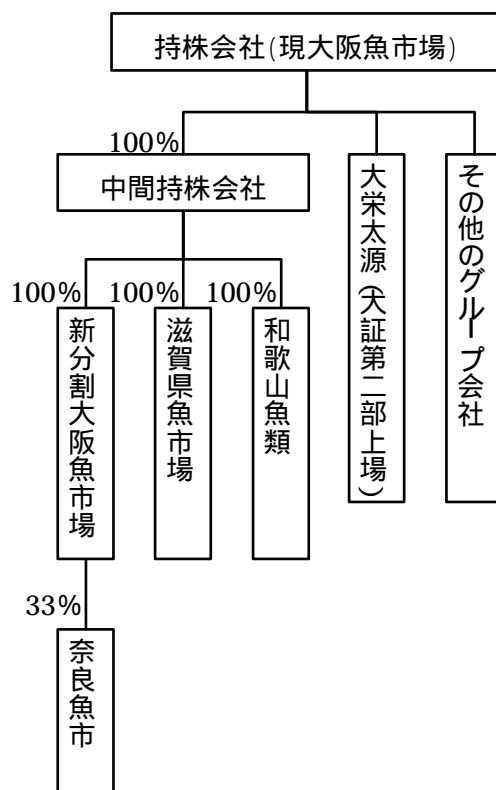 持株会社(現大阪魚市場)
100%
中間持株会社
大栄太源(大証第二部上場)
その他のグループ会社
100%
100%
100%
新分割大阪魚市場
滋賀県魚市場
和歌山魚類
33%
奈良魚市